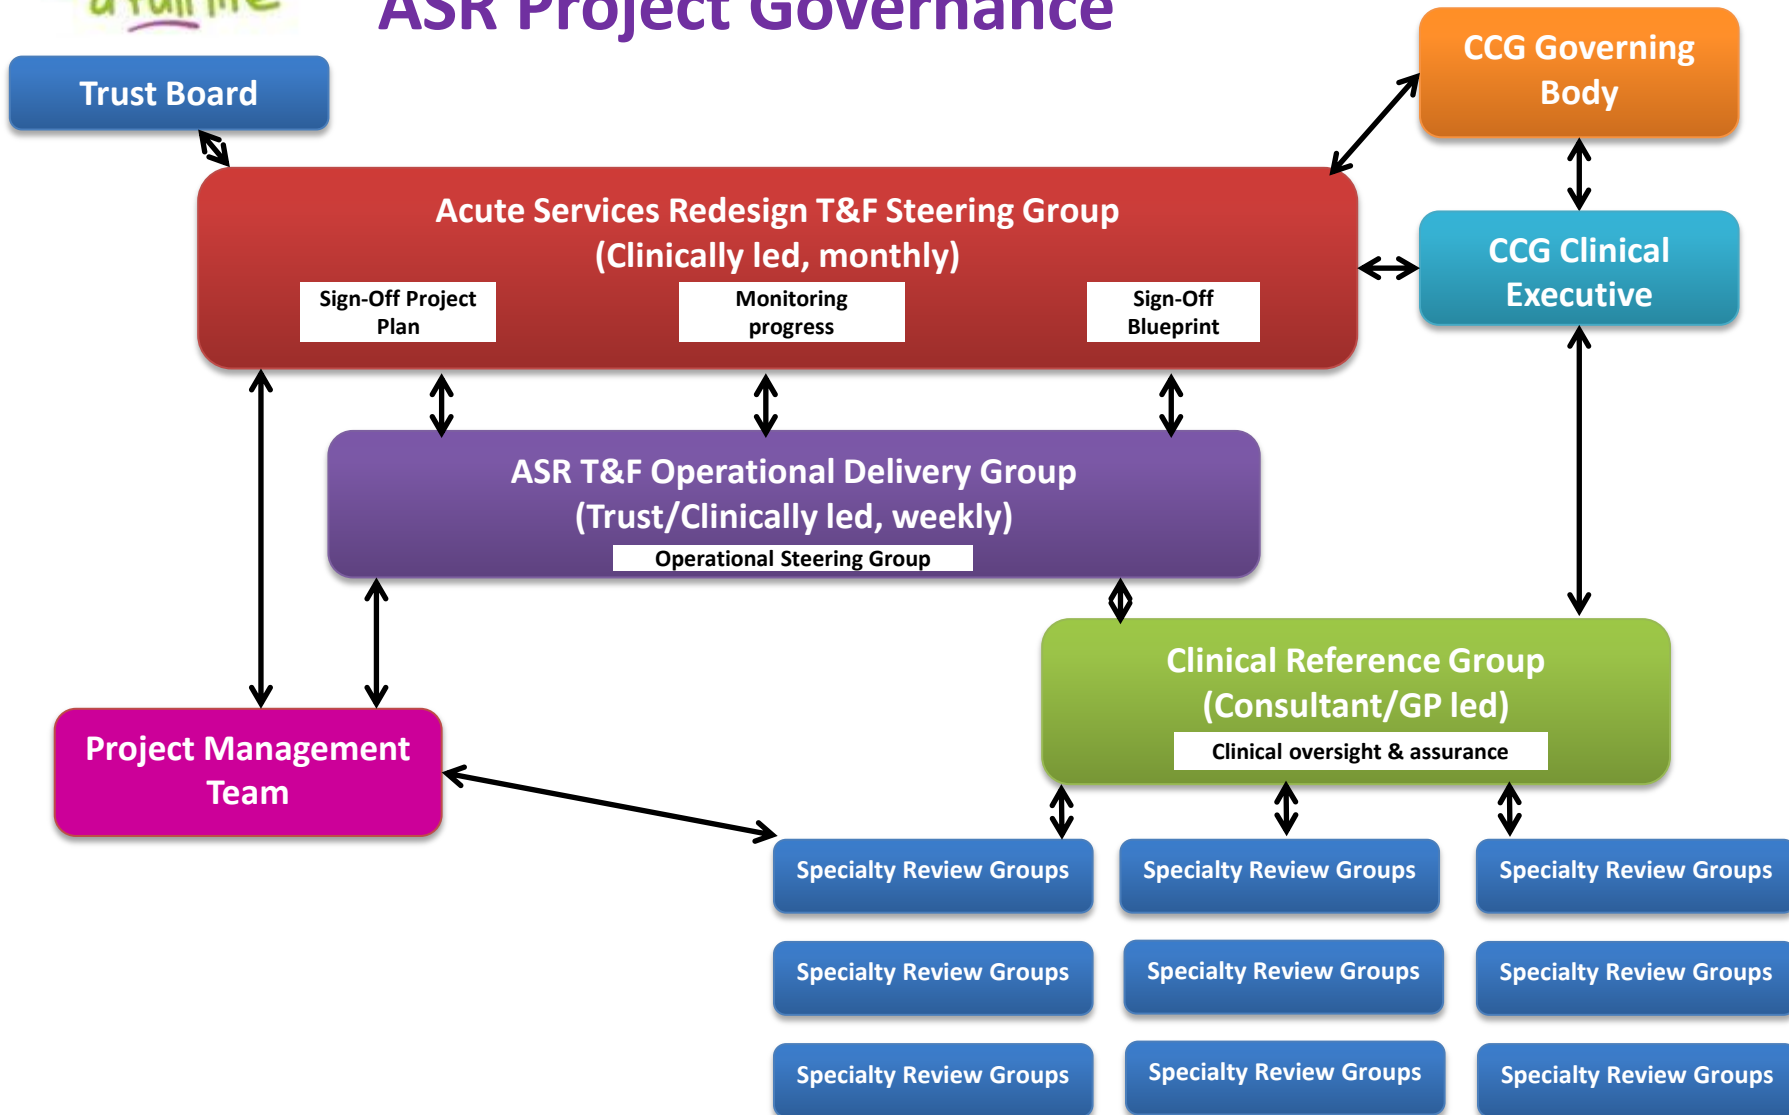 a full life
ASR Project Governance
CCG Governing
Body
Trust Board
Acute Services Redesign T&F Steering Group
(Clinically led, monthly)
Sign-Off Project
Plan
Monitoring
progress
Sign-Off
Blueprint
CCG Clinical
Executive
ASR T&F Operational Delivery Group
(Trust/Clinically led, weekly)
Operational Steering Group
Clinical Reference Group
(Consultant/GP led)
Clinical oversight & assurance
Project Management
Team
Specialty Review Groups
Specialty Review Groups
Specialty Review Groups
Specialty Review Groups
Specialty Review Groups
Specialty Review Groups
Specialty Review Groups
Specialty Review Groups
Specialty Review Groups